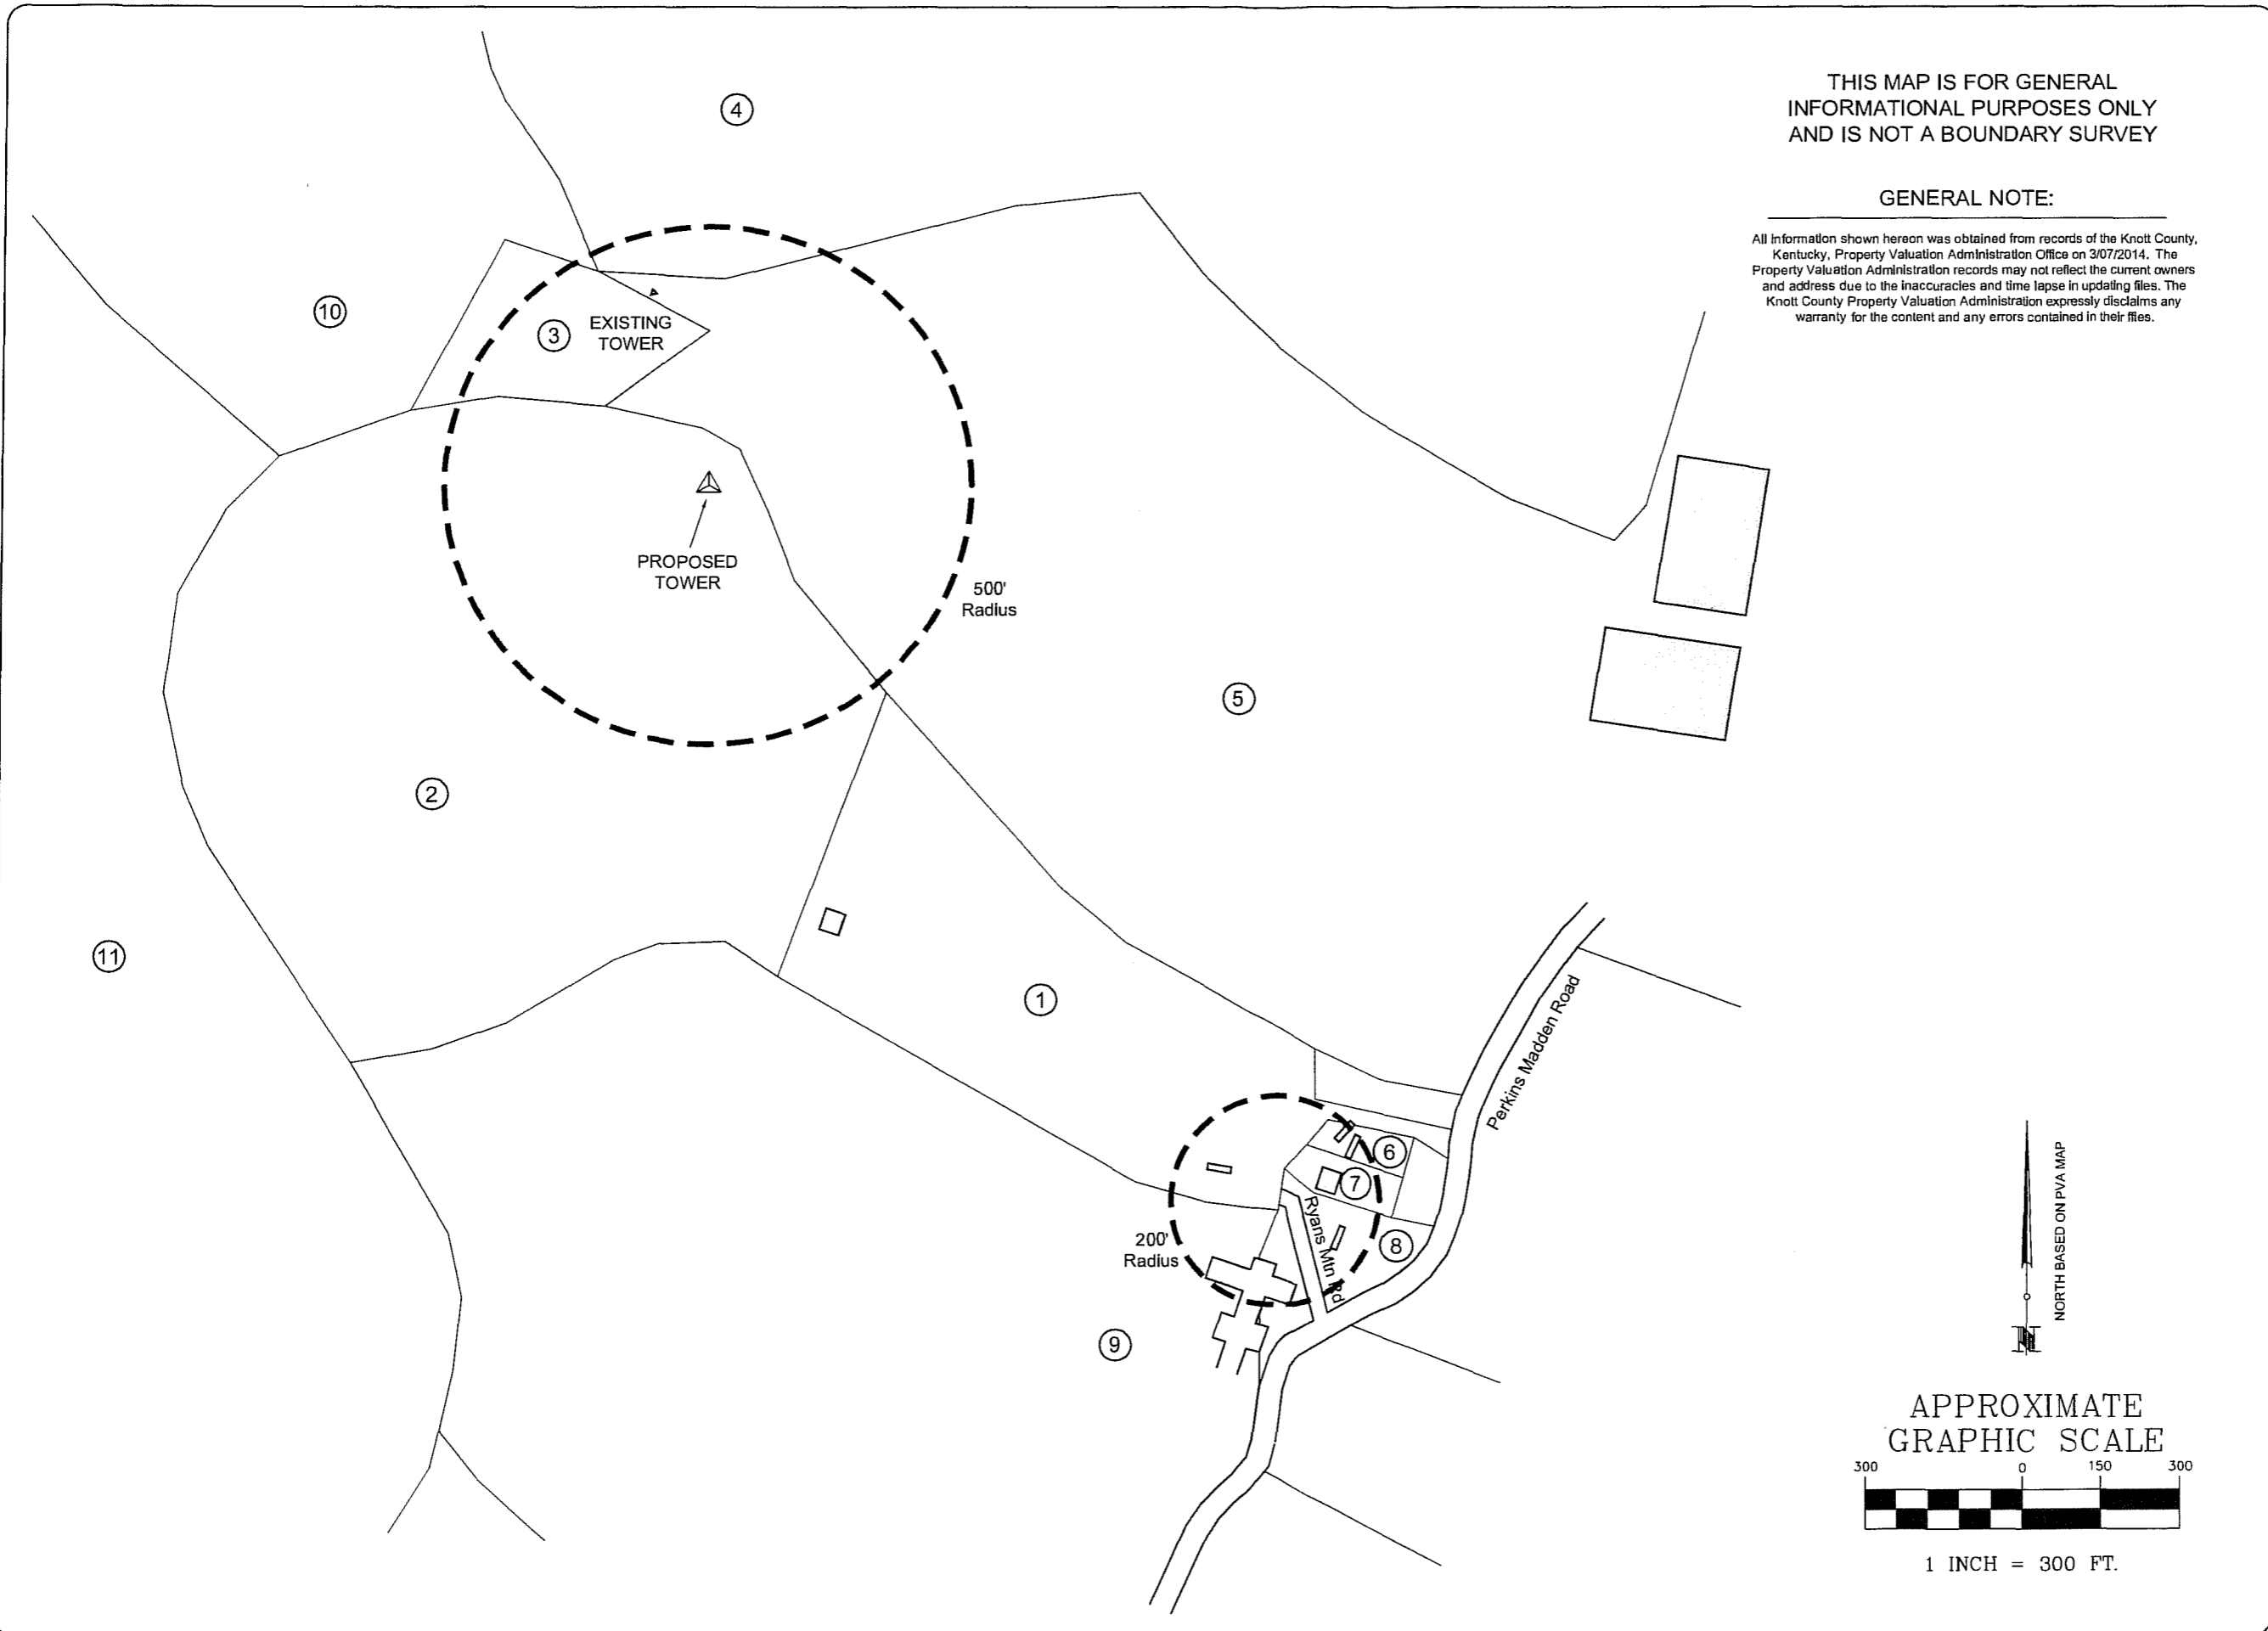 THIS MAP IS FOR GENERAL
INFORMATIONAL PURPOSES ONLY
AND IS NOT A BOUNDARY SURVEY
GENERAL NOTE:
All information shown hereon was obtained from records of the Knott County,
Kentucky, Property Valuation Administration Office on 3/07/2014. The
Property Valuation Administration records may not reflect the current owners
and address due to the inaccuracies and time lapse in updating files. The
Knott County Property Valuation Administration expressly disclaims any
warranty for the content and any errors contained in their files.
4
10
3
EXISTING
TOWER
PROPOSED
TOWER
500'
Radius
5
2
11
1
Perkins Madden Road
6
7
Ryans Mtn Rd
8
200'
Radius
9
NORTH BASED ON PVA MAP
N
APPROXIMATE
GRAPHIC SCALE
300 0 150 300
1 INCH = 300 FT.